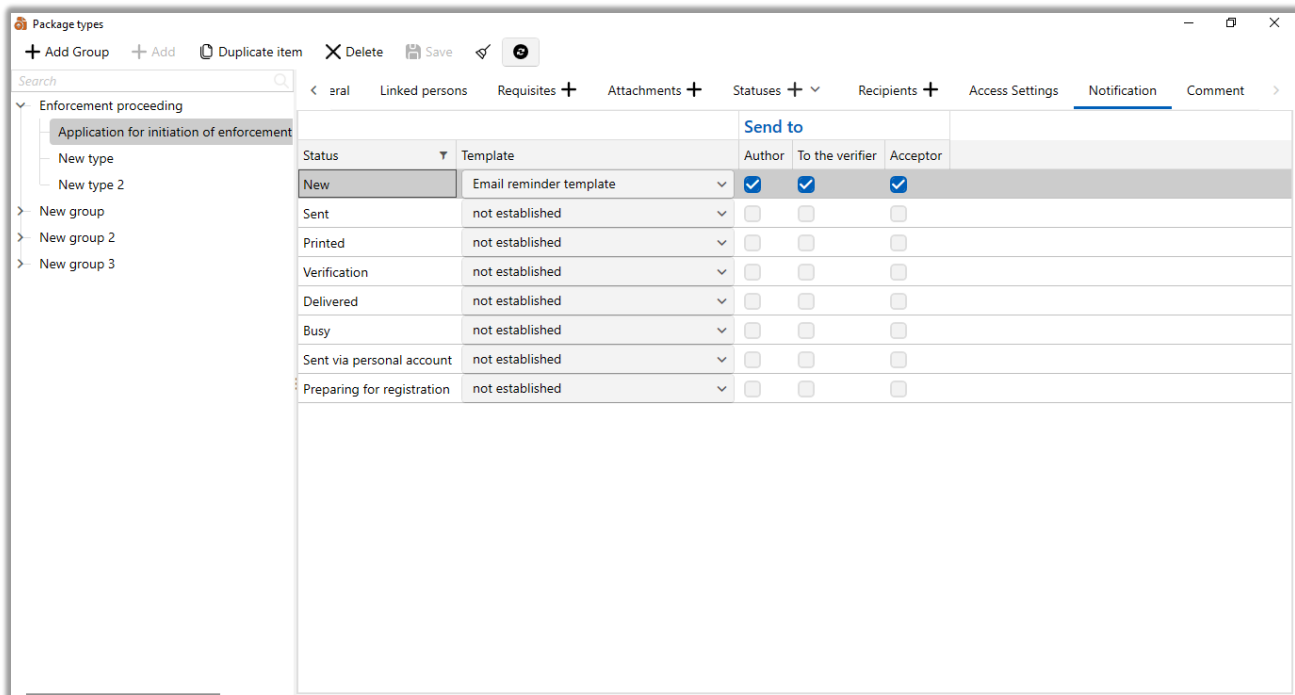 Package types
Add Group Add Duplicate item Delete Save
Search
eral Linked persons Requisites Attachments Statuses Recipients Access Settings Notification Comment
Enforcement proceeding
Application for initiation of enforcement
New type
New type 2
New group
New group 2
New group 3
Send to
Status Template Author To the verifier Acceptor
New Email reminder template
Sent not established
Printed not established
Verification not established
Delivered not established
Busy not established
Sent via personal account not established
Preparing for registration not established